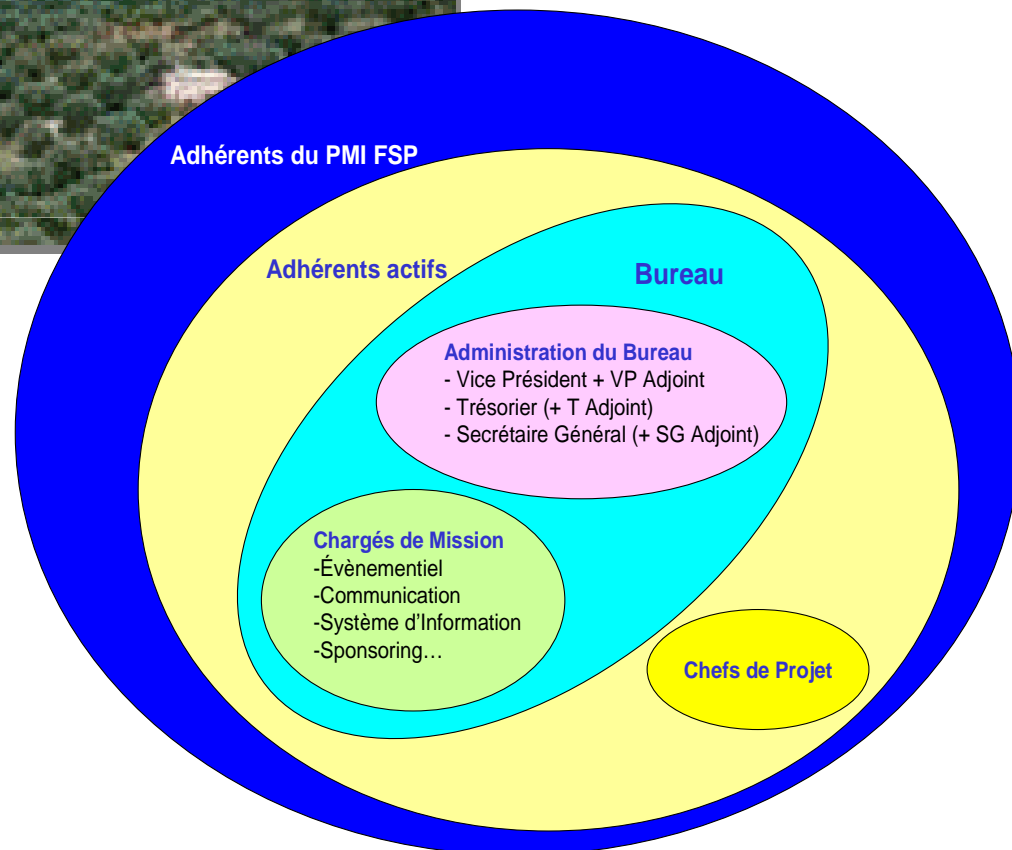 Adhérents du PMI FSP
Adhérents actifs
Bureau
Administration du Bureau
- Vice Président + VP Adjoint
- Trésorier (+ T Adjoint)
- Secrétaire Général (+ SG Adjoint)
Chargés de Mission
-Évènementiel
-Communication
-Système d'Information
-Sponsoring…
Chefs de Projet